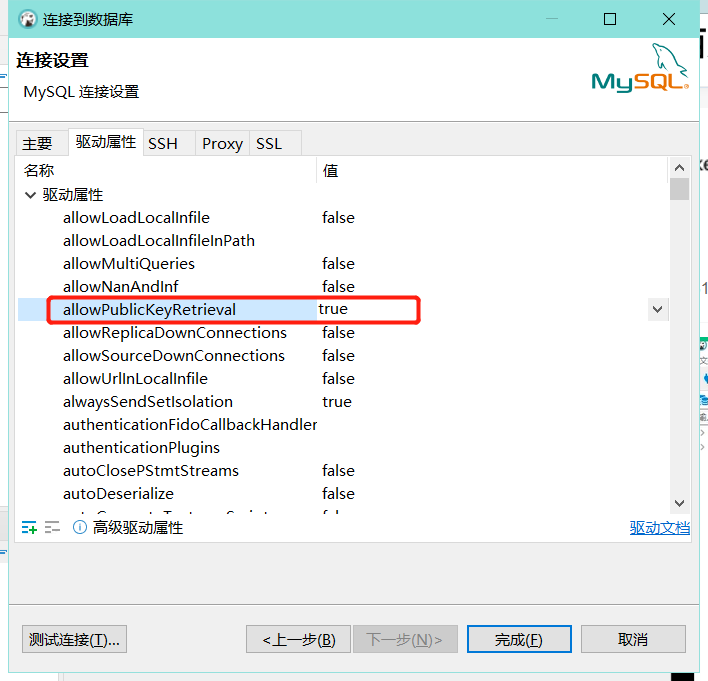 连接到数据库
连接设置
MySQL 连接设置
MySQL
主要 驱动属性 SSH Proxy SSL
名称 值
驱动属性
allowLoadLocalInfile false
allowLoadLocalInfileInPath
allowMultiQueries false
allowNanAndInf false
allowPublicKeyRetrieval true
allowReplicaDownConnections false
allowSourceDownConnections false
allowUrlInLocalInfile false
alwaysSendSetIsolation true
authenticationFidoCallbackHandler
authenticationPlugins
autoClosePStmtStreams false
autoDeserialize false
高级驱动属性 驱动文档
测试连接(T)... <上一步(B) 下一步(N)> 完成(F) 取消